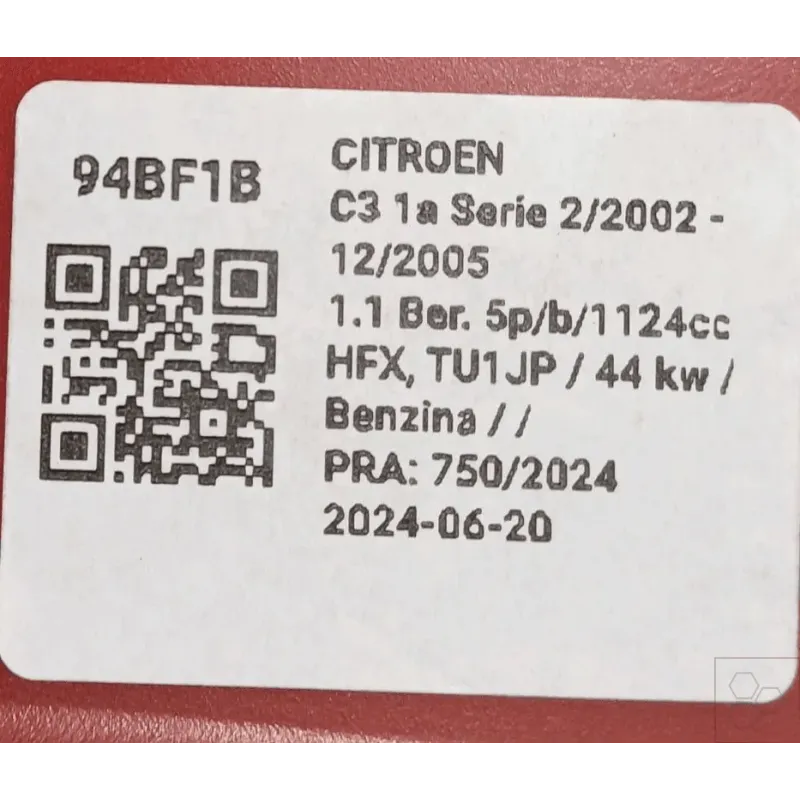 94BF1B
CITROEN
C3 1a Serie 2/2002 -
12/2005
1.1 Ber. 5p/b/1124cc
HFX, TU1JP / 44 kw /
Benzina / /
PRA: 750/2024
2024-06-20